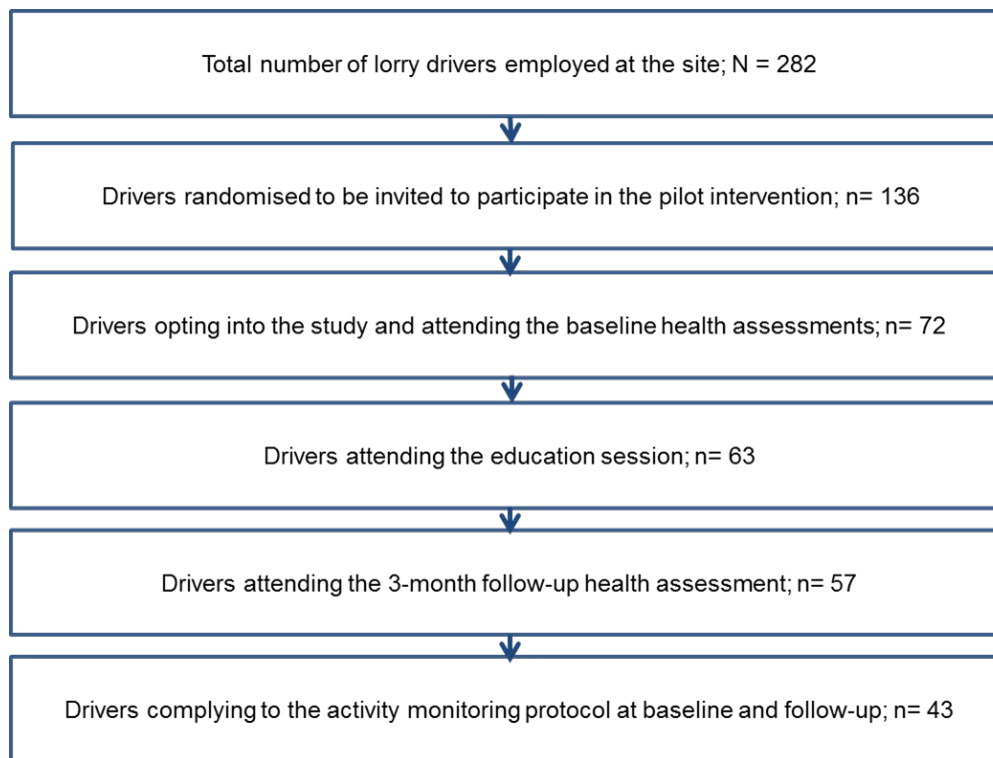 Total number of lorry drivers employed at the site; N = 282
Drivers randomised to be invited to participate in the pilot intervention; n= 136
Drivers opting into the study and attending the baseline health assessments; n= 72
Drivers attending the education session; n= 63
Drivers attending the 3-month follow-up health assessment; n= 57
Drivers complying to the activity monitoring protocol at baseline and follow-up; n= 43